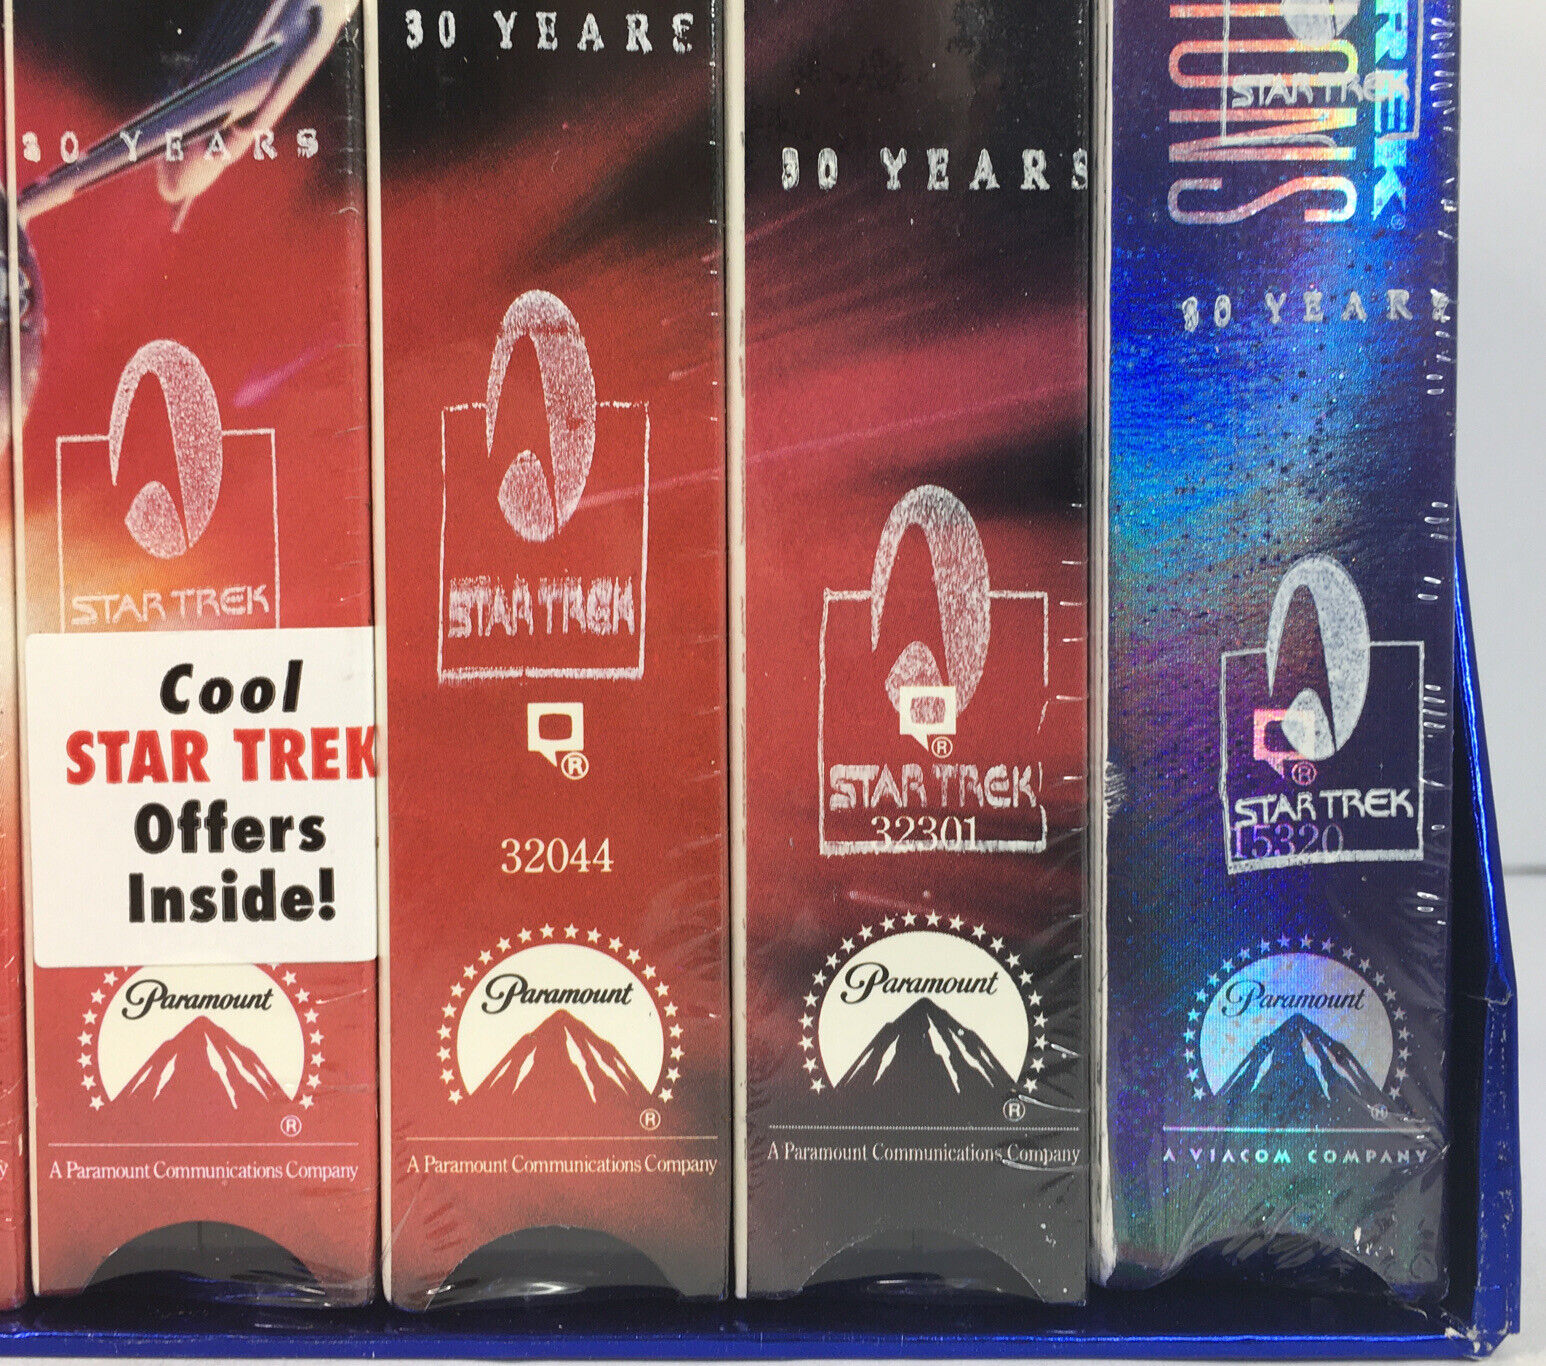 30 YEARS
STAR TREK
Cool
STAR TREK
Offers
Inside!
Paramount
®
A Paramount Communications Company
30 YEARS
STAR TREK
®
32044
Paramount
®
A Paramount Communications Company
30 YEARS
®
STAR TREK
32301
Paramount
®
A Paramount Communications Company
TREK
IONS
STAR TREK
30 YEARS
®
STAR TREK
15320
Paramount
®
A VIACOM COMPANY